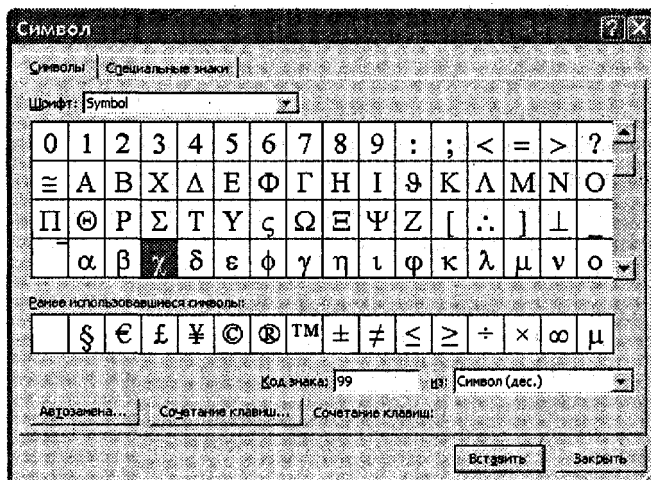 Символ
Символы Специальные знаки
Шрифт: Symbol
0 1 2 3 4 5 6 7 8 9 : ; < = > ?
≅ Α Β Χ Δ Ε Φ Γ Η Ι ϑ Κ Λ Μ Ν Ο
Π Θ Ρ Σ Τ Υ ς Ω Ξ Ψ Ζ [ ∴ ] ⊥ _
‾ α β χ δ ε ϕ γ η ι φ κ λ μ ν ο
Ранее использовавшиеся символы:
§ € £ ¥ © ® ™ ± ≠ ≤ ≥ ÷ × ∞ µ
Код знака: 99 из: Символ (дес.)
Автозамена... Сочетание клавиш... Сочетание клавиш:
Вставить Закрыть